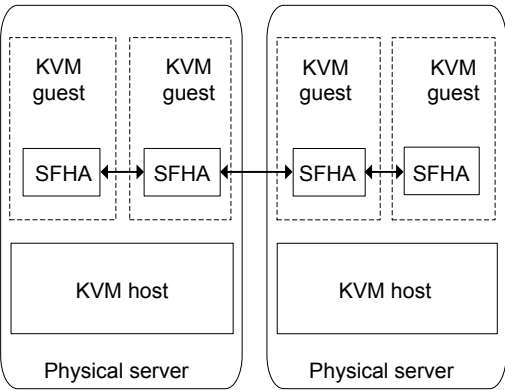 KVM
guest
KVM
guest
KVM
guest
KVM
guest
SFHA
SFHA
SFHA
SFHA
KVM host
KVM host
Physical server
Physical server